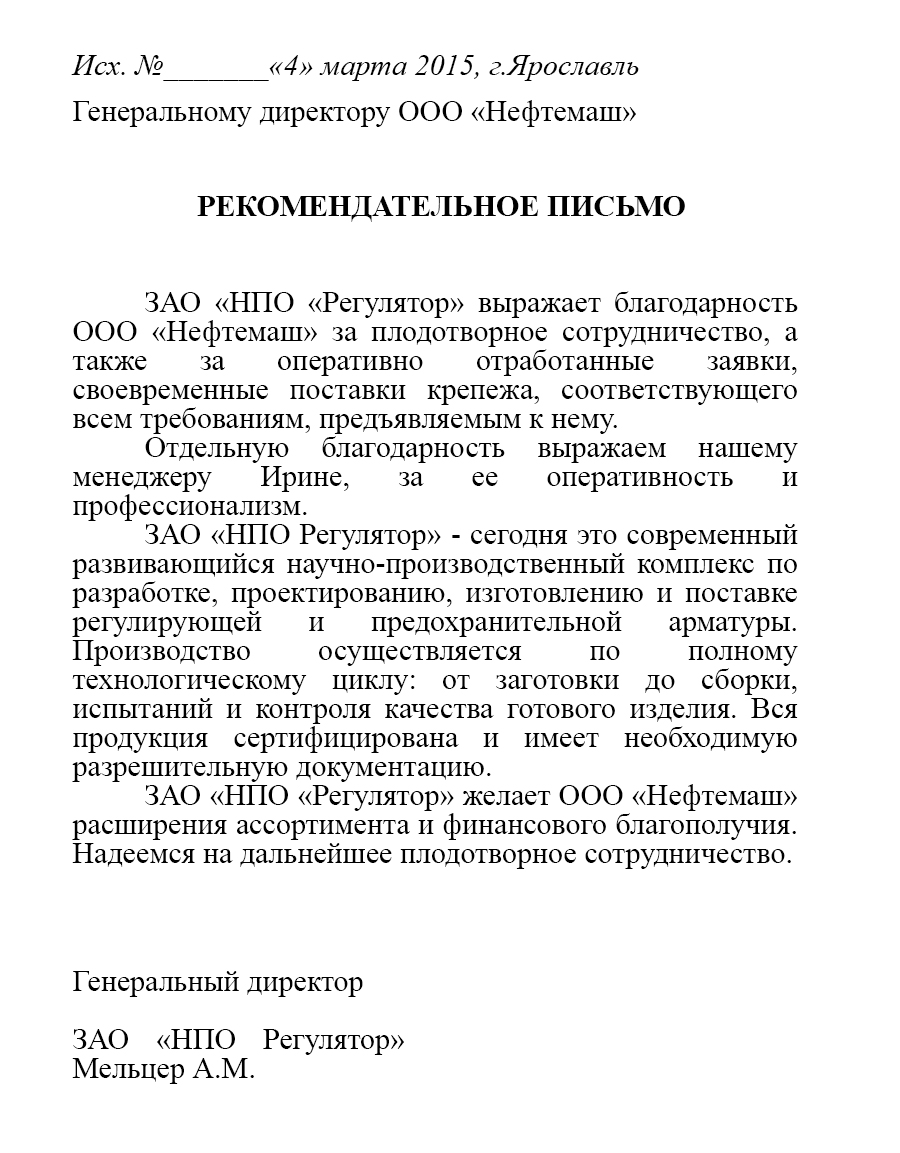 Исх. №_______«4» марта 2015, г.Ярославль
Генеральному директору ООО «Нефтемаш»
РЕКОМЕНДАТЕЛЬНОЕ ПИСЬМО
ЗАО «НПО «Регулятор» выражает благодарность
ООО «Нефтемаш» за плодотворное сотрудничество, а
также за оперативно отработанные заявки,
своевременные поставки крепежа, соответствующего
всем требованиям, предъявляемым к нему.
Отдельную благодарность выражаем нашему
менеджеру Ирине, за ее оперативность и
профессионализм.
ЗАО «НПО Регулятор» - сегодня это современный
развивающийся научно-производственный комплекс по
разработке, проектированию, изготовлению и поставке
регулирующей и предохранительной арматуры.
Производство осуществляется по полному
технологическому циклу: от заготовки до сборки,
испытаний и контроля качества готового изделия. Вся
продукция сертифицирована и имеет необходимую
разрешительную документацию.
ЗАО «НПО «Регулятор» желает ООО «Нефтемаш»
расширения ассортимента и финансового благополучия.
Надеемся на дальнейшее плодотворное сотрудничество.
Генеральный директор
ЗАО «НПО Регулятор»
Мельцер А.М.